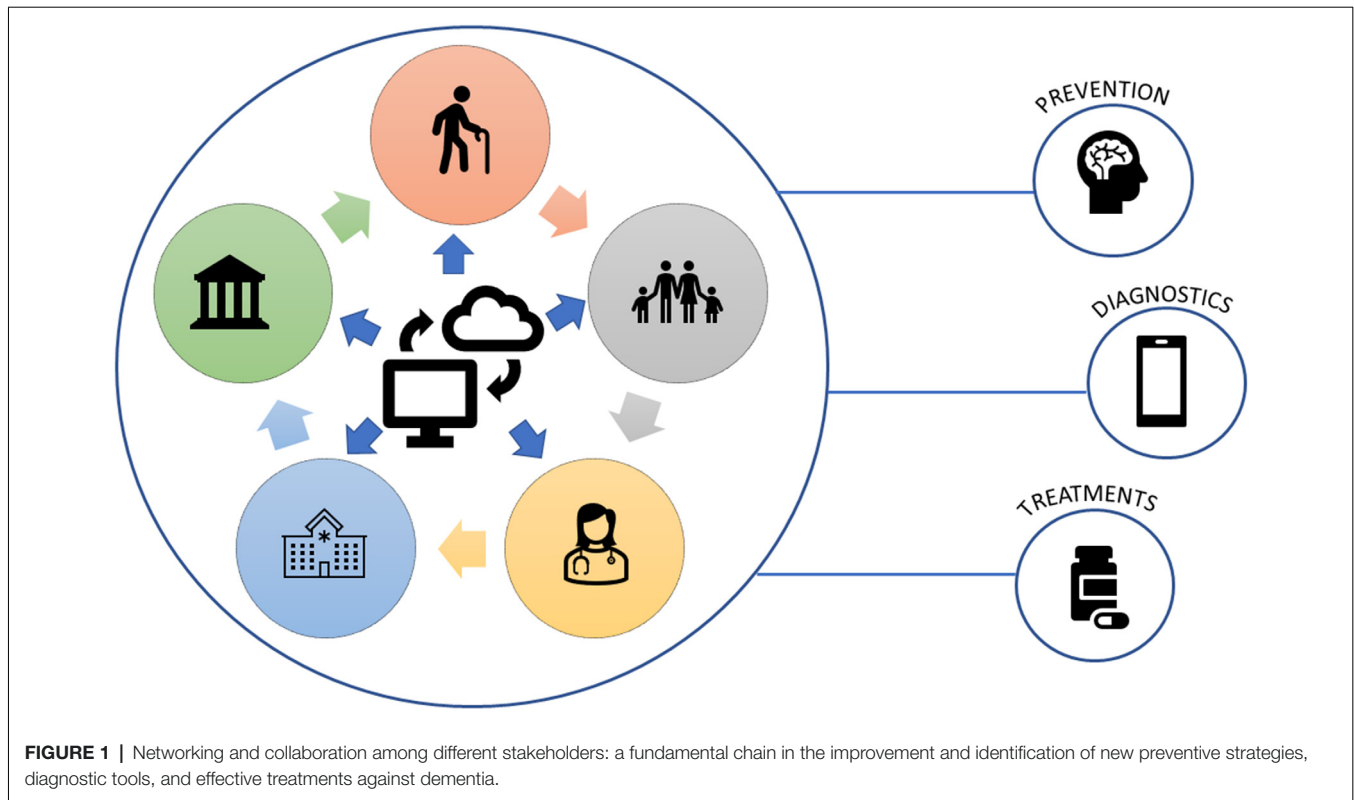 PREVENTION
DIAGNOSTICS
TREATMENTS
FIGURE 1 | Networking and collaboration among different stakeholders: a fundamental chain in the improvement and identification of new preventive strategies,
diagnostic tools, and effective treatments against dementia.